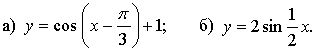 а) y = cos(x − π/3) + 1; б) y = 2 sin 1/2 x.